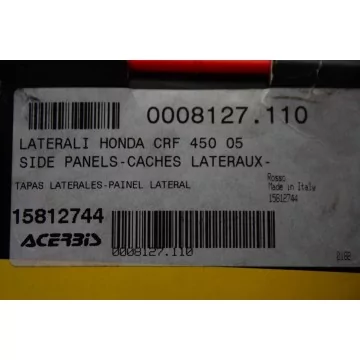 0008127.110
LATERALI HONDA CRF 450 05
SIDE PANELS-CACHES LATERAUX-
TAPAS LATERALES-PAINEL LATERAL
Rosso
Made in Italy
15812744
15812744
ACERBIS
0008127.110